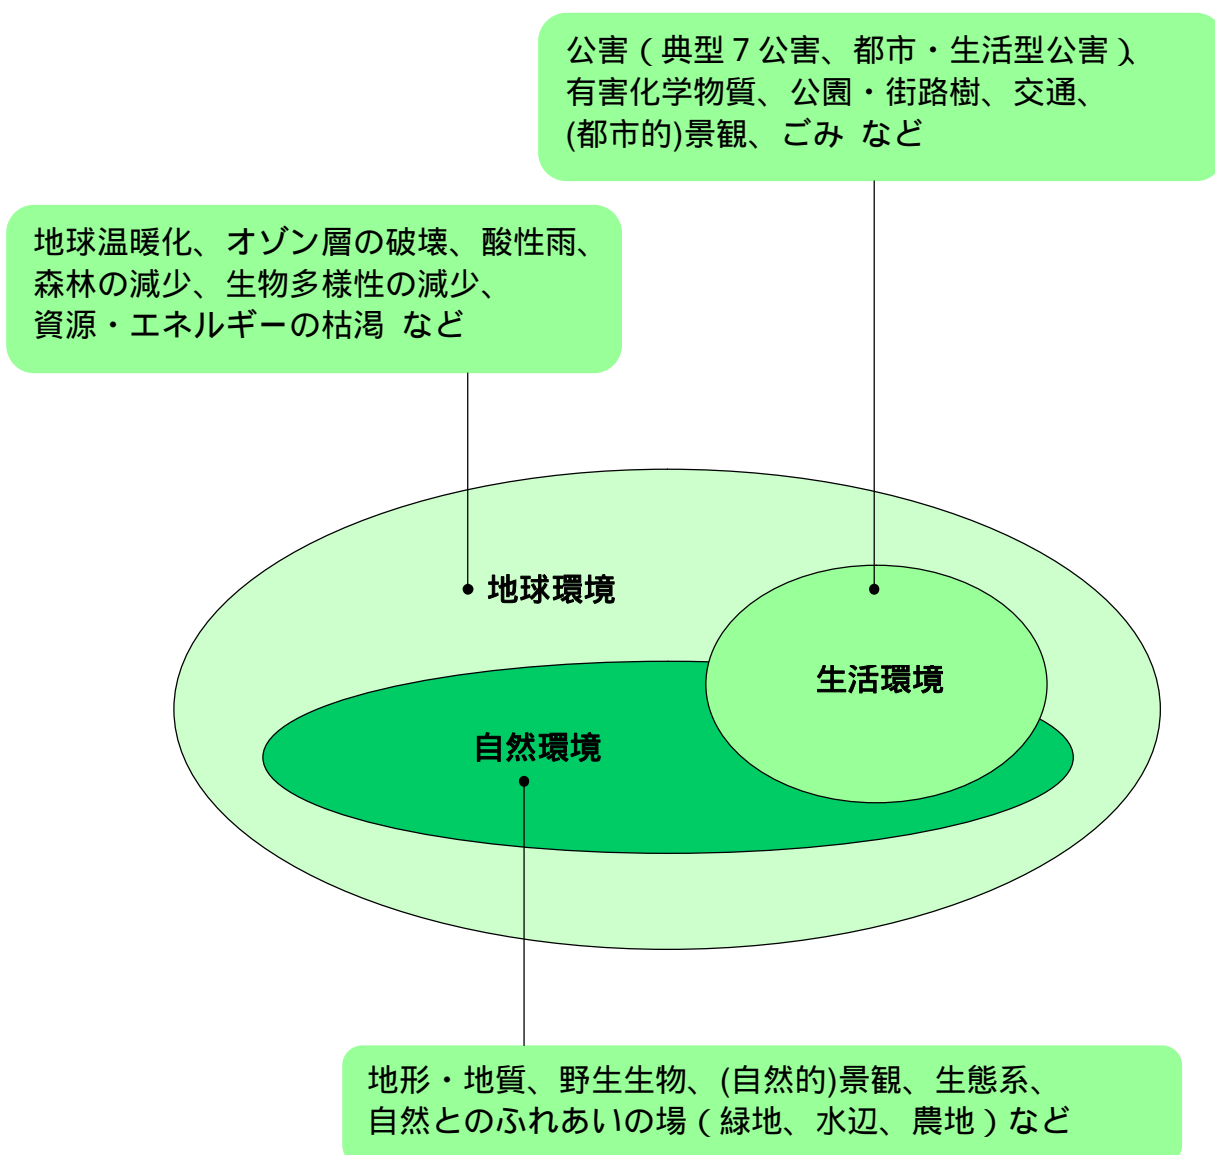 公害（典型７公害、都市・生活型公害）、
有害化学物質、公園・街路樹、交通、
(都市的)景観、ごみ など
地球温暖化、オゾン層の破壊、酸性雨、
森林の減少、生物多様性の減少、
資源・エネルギーの枯渇 など
地球環境
生活環境
自然環境
地形・地質、野生生物、(自然的)景観、生態系、
自然とのふれあいの場（緑地、水辺、農地）など